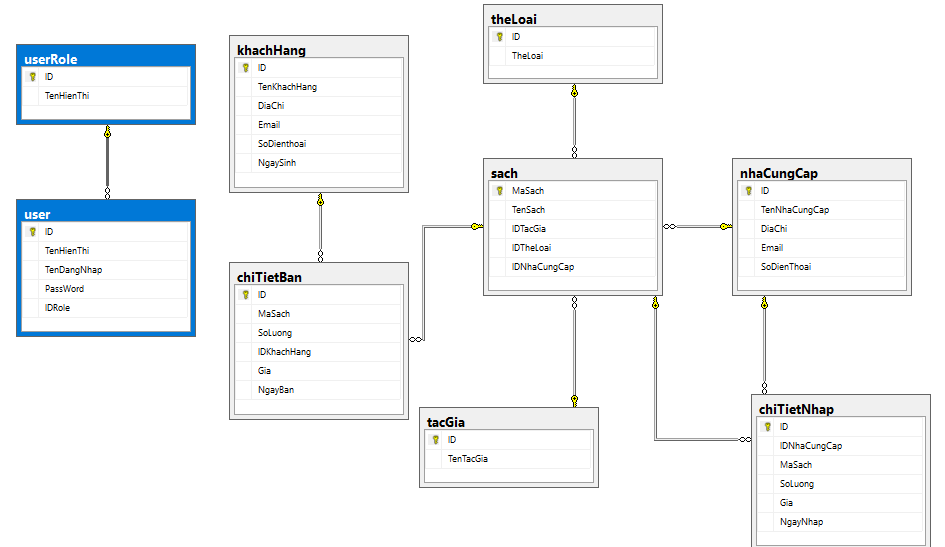 userRole
ID
TenHienThi
user
ID
TenHienThi
TenDangNhap
PassWord
IDRole
khachHang
ID
TenKhachHang
DiaChi
Email
SoDienthoai
NgaySinh
chiTietBan
ID
MaSach
SoLuong
IDKhachHang
Gia
NgayBan
theLoai
ID
TheLoai
sach
MaSach
TenSach
IDTacGia
IDTheLoai
IDNhaCungCap
tacGia
ID
TenTacGia
nhaCungCap
ID
TenNhaCungCap
DiaChi
Email
SoDienThoai
chiTietNhap
ID
IDNhaCungCap
MaSach
SoLuong
Gia
NgayNhap